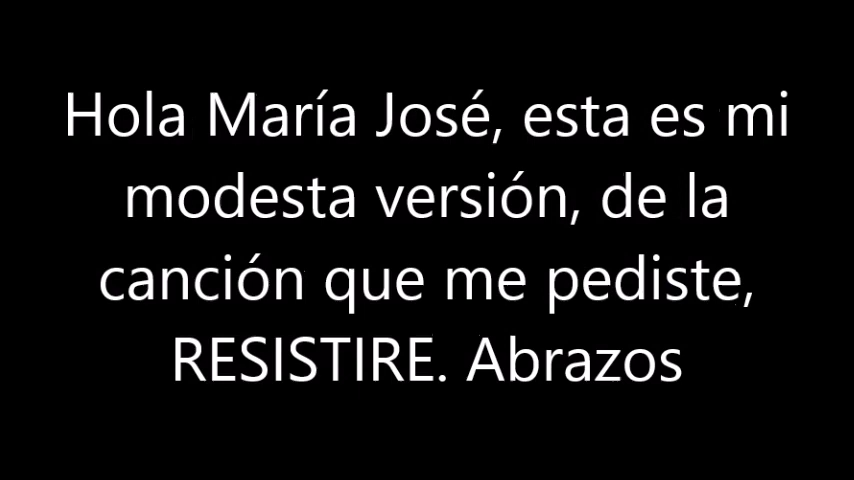 Hola María José, esta es mi
modesta versión, de la
canción que me pediste,
RESISTIRE. Abrazos